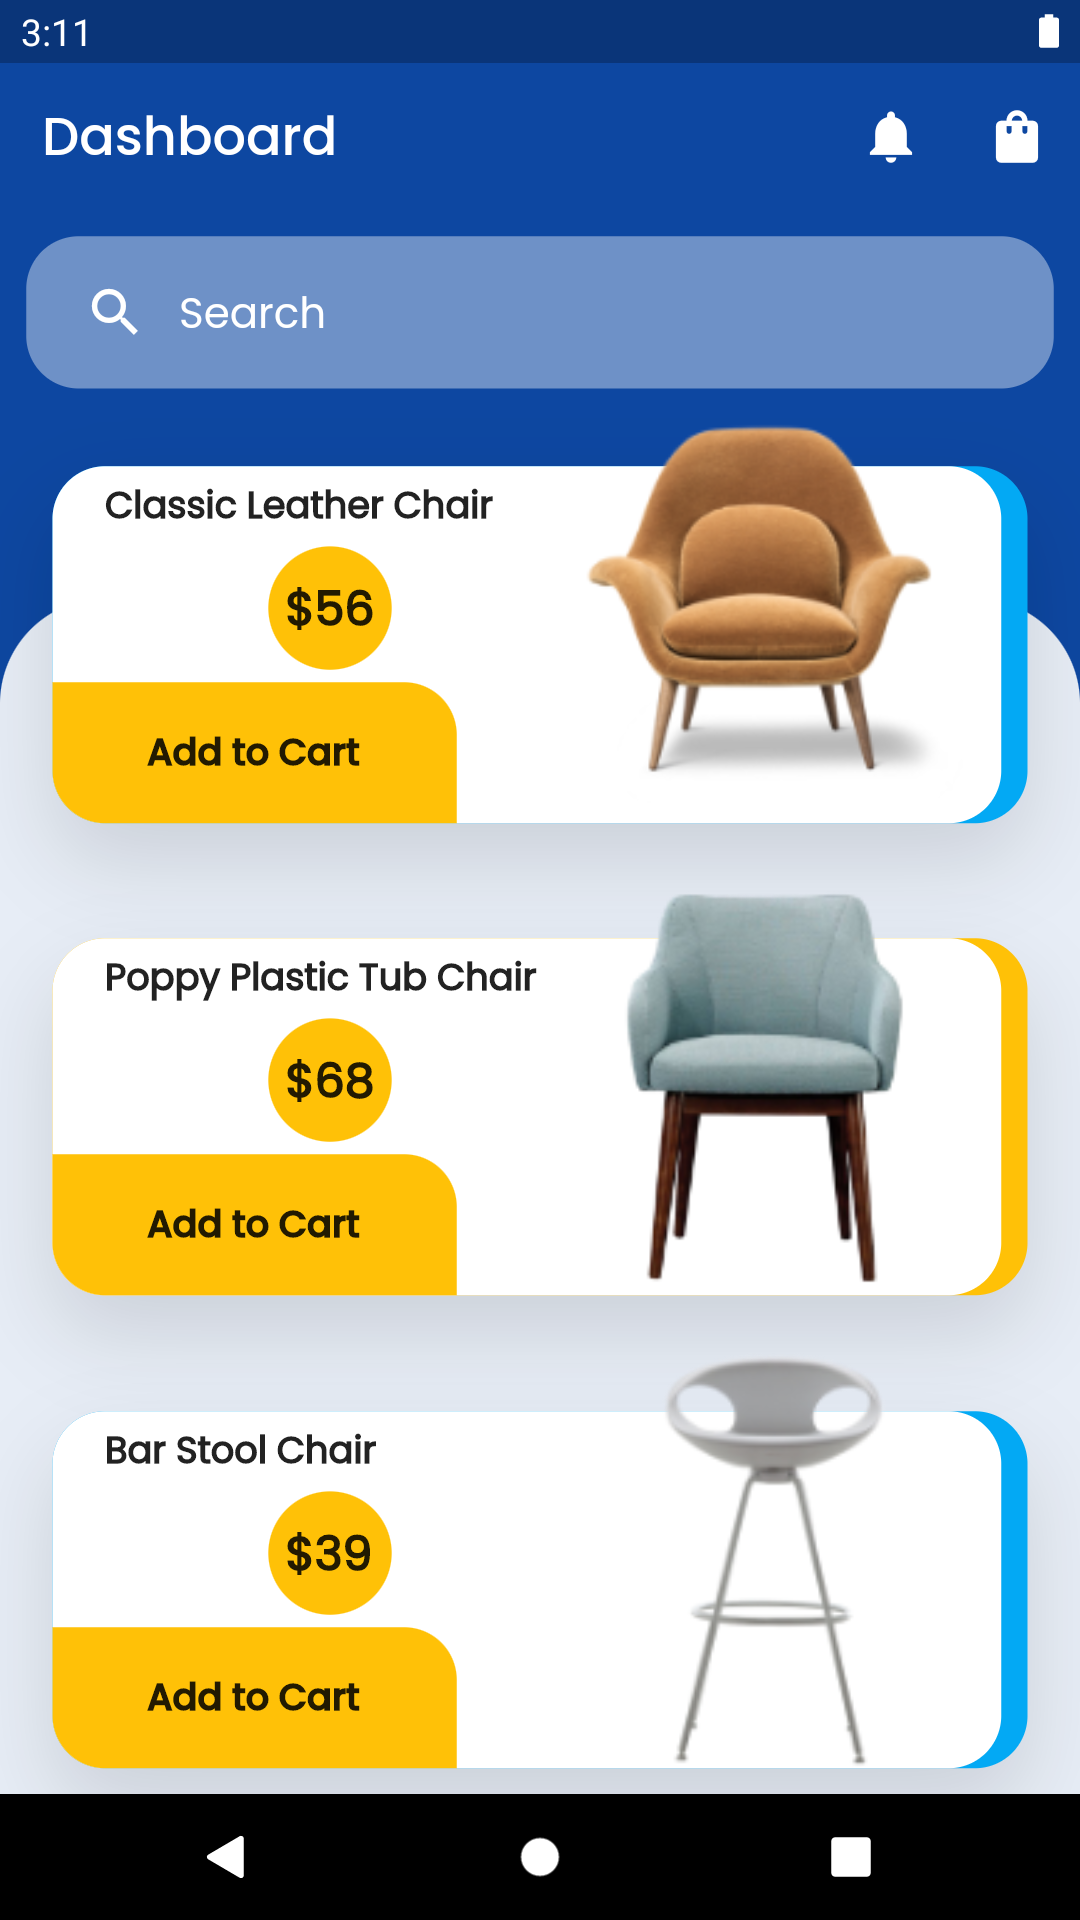 3:11
Dashboard
Search
Classic Leather Chair
$56
Add to Cart
Poppy Plastic Tub Chair
$68
Add to Cart
Bar Stool Chair
$39
Add to Cart